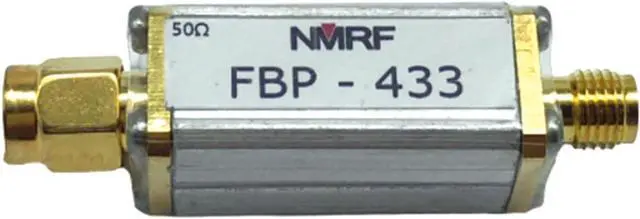 50Ω NMRF
FBP - 433